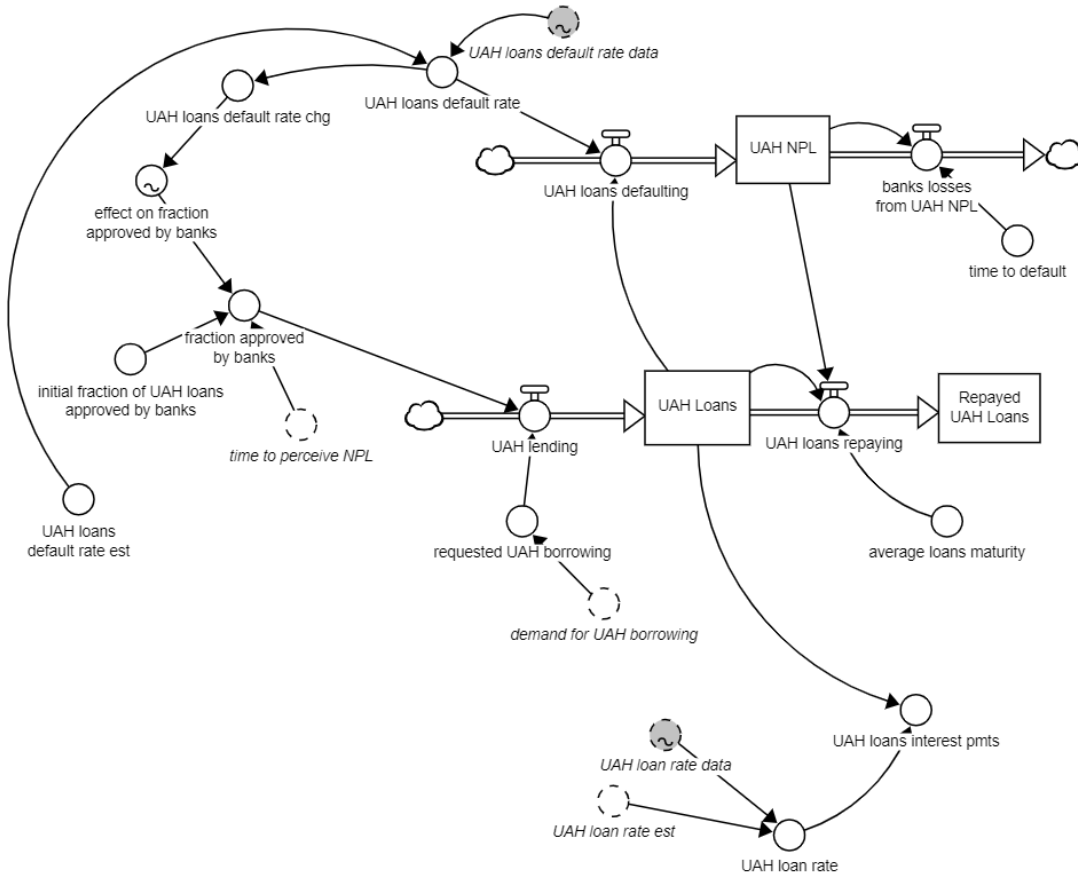 UAH loans default rate data
UAH loans default rate
UAH loans default rate chg
UAH NPL
UAH loans defaulting
banks losses
from UAH NPL
effect on fraction
approved by banks
time to default
fraction approved
by banks
initial fraction of UAH loans
approved by banks
UAH Loans
Repayed
UAH Loans
UAH lending
UAH loans repaying
time to perceive NPL
UAH loans
default rate est
requested UAH borrowing
average loans maturity
demand for UAH borrowing
UAH loans interest pmts
UAH loan rate data
UAH loan rate est
UAH loan rate